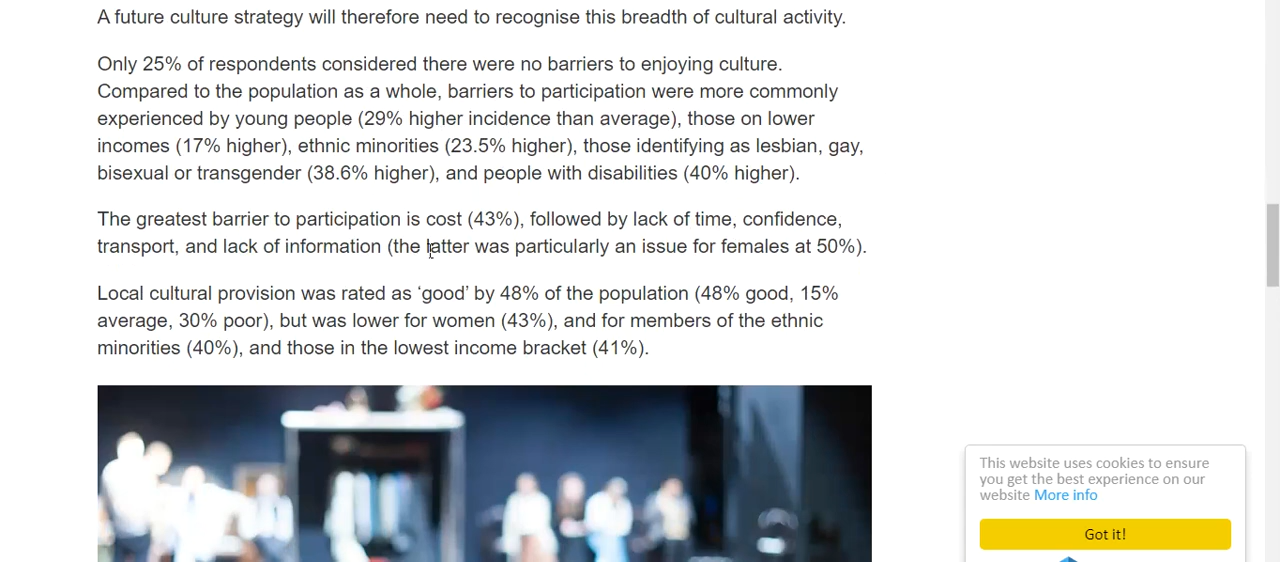 A future culture strategy will therefore need to recognise this breadth of cultural activity.
Only 25% of respondents considered there were no barriers to enjoying culture.
Compared to the population as a whole, barriers to participation were more commonly
experienced by young people (29% higher incidence than average), those on lower
incomes (17% higher), ethnic minorities (23.5% higher), those identifying as lesbian, gay,
bisexual or transgender (38.6% higher), and people with disabilities (40% higher).
The greatest barrier to participation is cost (43%), followed by lack of time, confidence,
transport, and lack of information (the latter was particularly an issue for females at 50%).
Local cultural provision was rated as ‘good’ by 48% of the population (48% good, 15%
average, 30% poor), but was lower for women (43%), and for members of the ethnic
minorities (40%), and those in the lowest income bracket (41%).
This website uses cookies to ensure
you get the best experience on our
website More info
Got it!